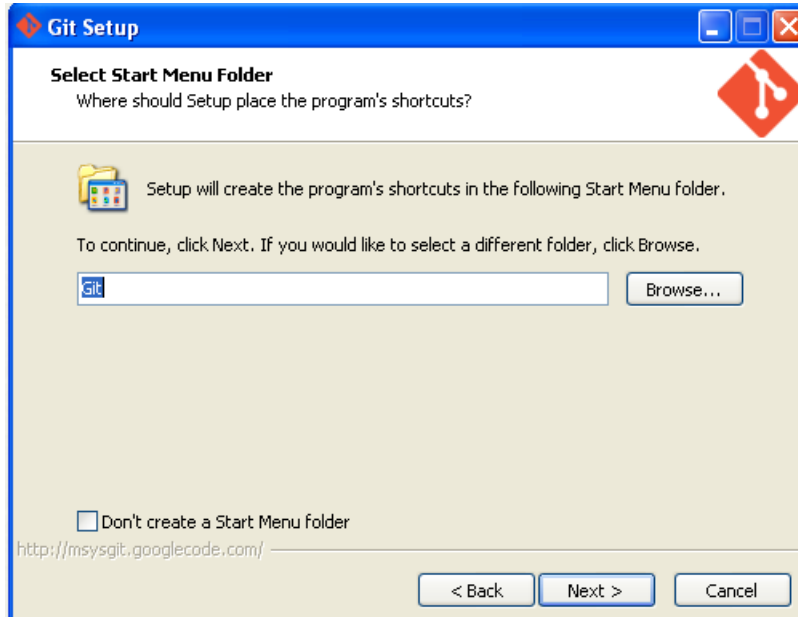 Git Setup
Select Start Menu Folder
Where should Setup place the program's shortcuts?
Setup will create the program's shortcuts in the following Start Menu folder.
To continue, click Next. If you would like to select a different folder, click Browse.
Git
Browse...
Don't create a Start Menu folder
http://msysgit.googlecode.com/
< Back
Next >
Cancel